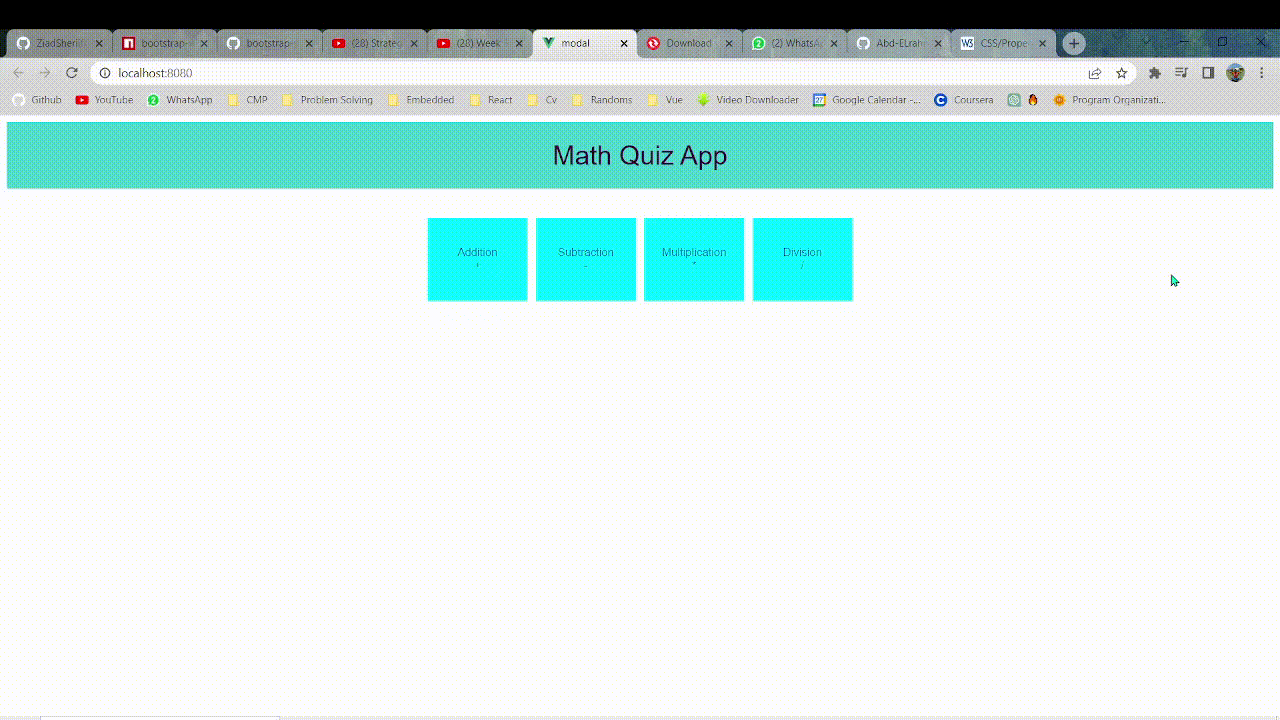 ZiadSherif
bootstrap-
bootstrap-
(28) Strateg
(28) Week
modal
Download
(2) WhatsA
Abd-ELrah
CSS/Prope
localhost:8080
Github
YouTube
WhatsApp
CMP
Problem Solving
Embedded
React
Cv
Randoms
Vue
Video Downloader
Google Calendar -...
Coursera
Program Organizati...
Math Quiz App
Addition
+
Subtraction
-
Multiplication
*
Division
/